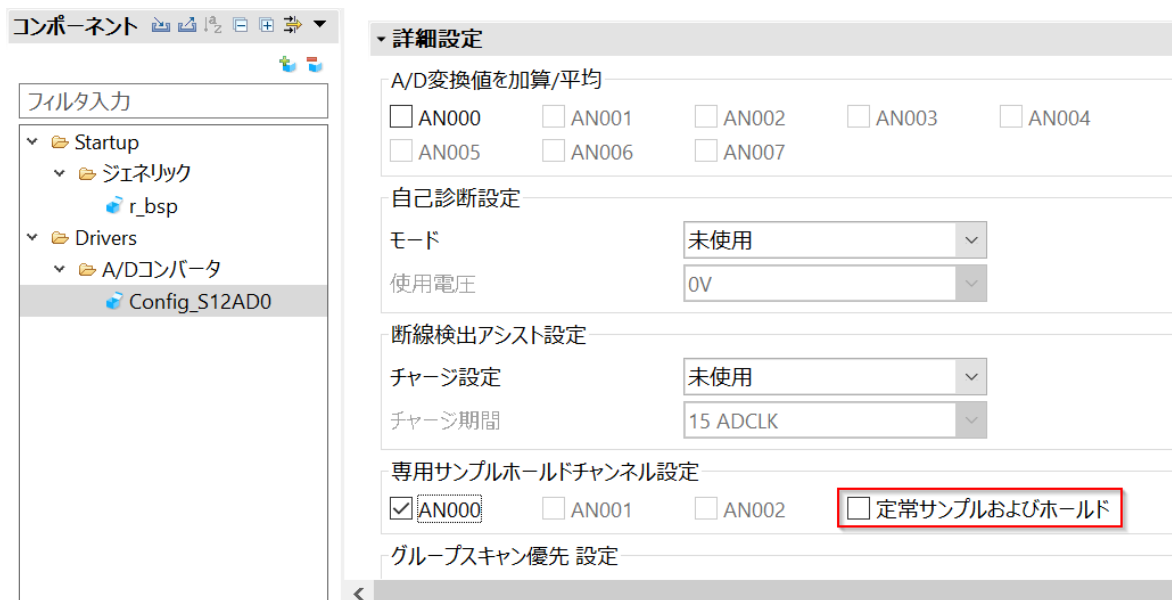 コンポーネント
フィルタ入力
Startup
ジェネリック
r_bsp
Drivers
A/Dコンバータ
Config_S12AD0
詳細設定
A/D変換値を加算/平均
AN000 AN001 AN002 AN003 AN004
AN005 AN006 AN007
自己診断設定
モード 未使用
使用電圧 0V
断線検出アシスト設定
チャージ設定 未使用
チャージ期間 15 ADCLK
専用サンプルホールドチャンネル設定
AN000 AN001 AN002 定常サンプルおよびホールド
グループスキャン優先 設定